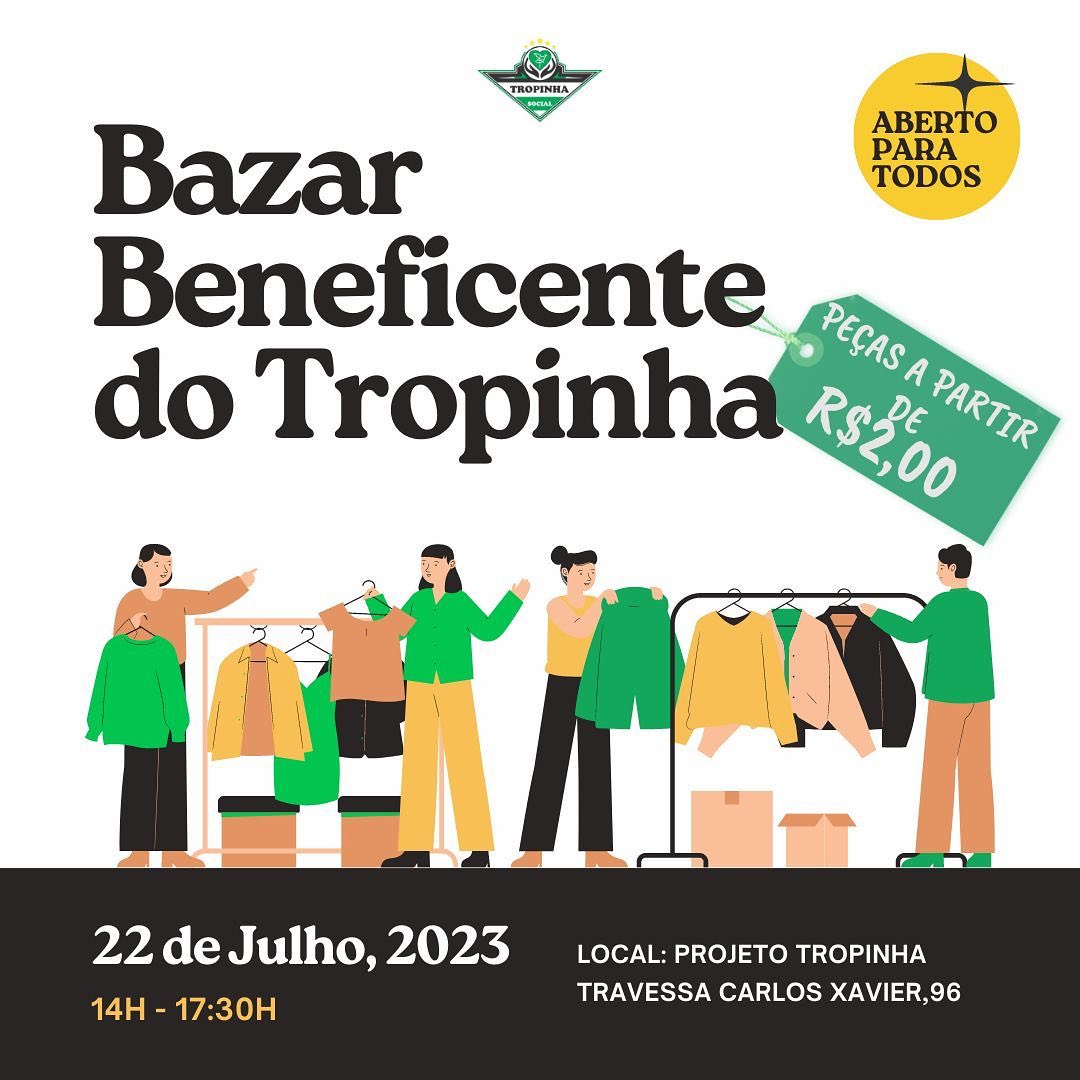 TROPINHA
SOCIAL
ABERTO
PARA
TODOS
Bazar
Beneficente
do Tropinha
PEÇAS A PARTIR
DE
R$2,00
22 de Julho, 2023
14H - 17:30H
LOCAL: PROJETO TROPINHA
TRAVESSA CARLOS XAVIER,96